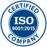 CERTIFIED
ISO
9001:2015
COMPANY